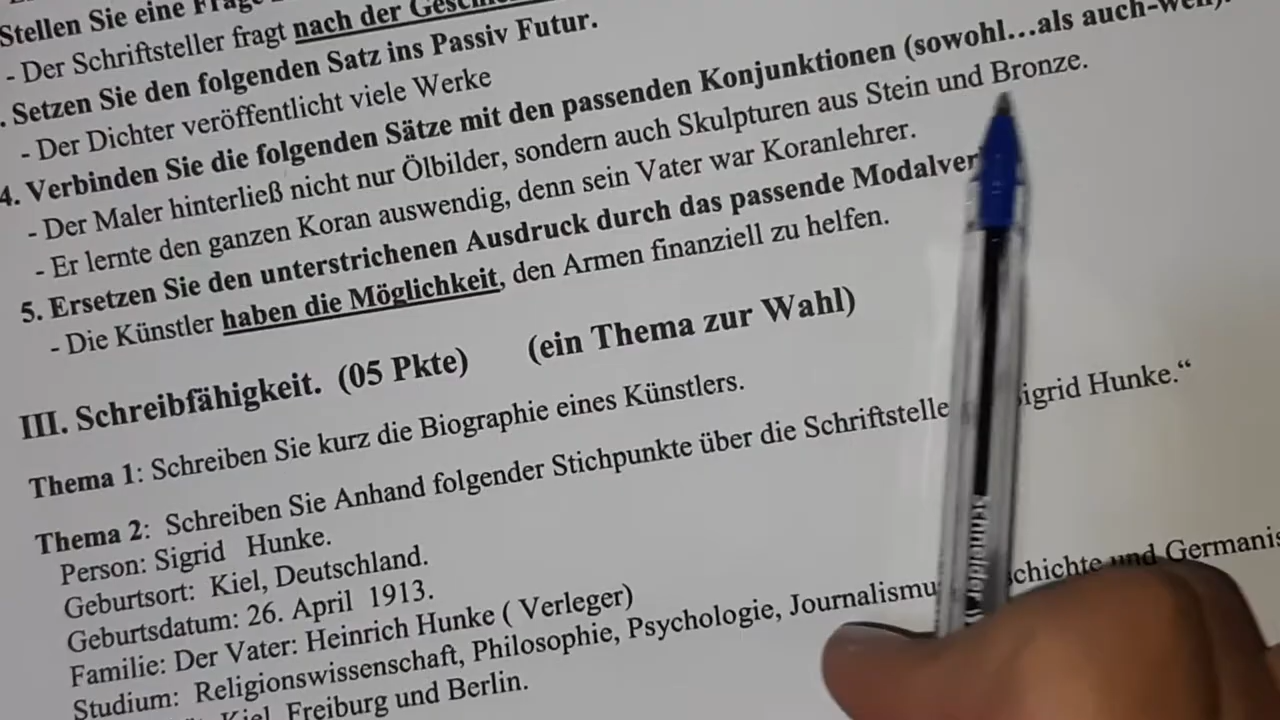 Stellen Sie eine Frage
- Der Schriftsteller fragt nach der
. Setzen Sie den folgenden Satz ins Passiv Futur.
- Der Dichter veröffentlicht viele Werke
4. Verbinden Sie die folgenden Sätze mit den passenden Konjunktionen (sowohl…als auch-weil).
- Der Maler hinterließ nicht nur Ölbilder, sondern auch Skulpturen aus Stein und Bronze.
- Er lernte den ganzen Koran auswendig, denn sein Vater war Koranlehrer.
5. Ersetzen Sie den unterstrichenen Ausdruck durch das passende Modalver
- Die Künstler haben die Möglichkeit, den Armen finanziell zu helfen.
III. Schreibfähigkeit. (05 Pkte) (ein Thema zur Wahl)
Thema 1: Schreiben Sie kurz die Biographie eines Künstlers.
Thema 2: Schreiben Sie Anhand folgender Stichpunkte über die Schriftstelle igrid Hunke.“
Person: Sigrid Hunke.
Geburtsort: Kiel, Deutschland.
Geburtsdatum: 26. April 1913.
Familie: Der Vater: Heinrich Hunke ( Verleger)
Studium: Religionswissenschaft, Philosophie, Psychologie, Journalismu schichte und Germanis
Kiel, Freiburg und Berlin.
Schneider